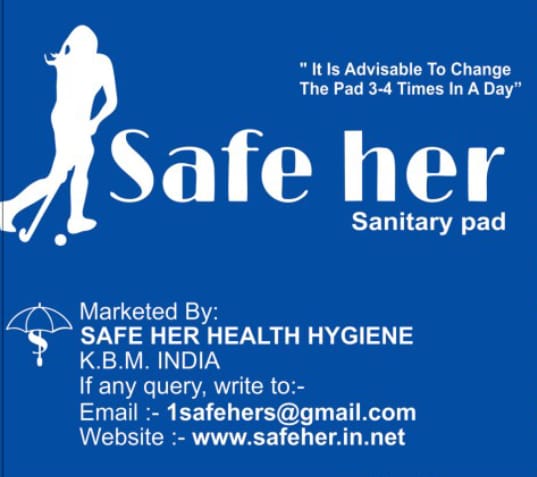 " It Is Advisable To Change
The Pad 3-4 Times In A Day”
Safe her
Sanitary pad
Marketed By:
SAFE HER HEALTH HYGIENE
K.B.M. INDIA
If any query, write to:-
Email :- 1safehers@gmail.com
Website :- www.safeher.in.net